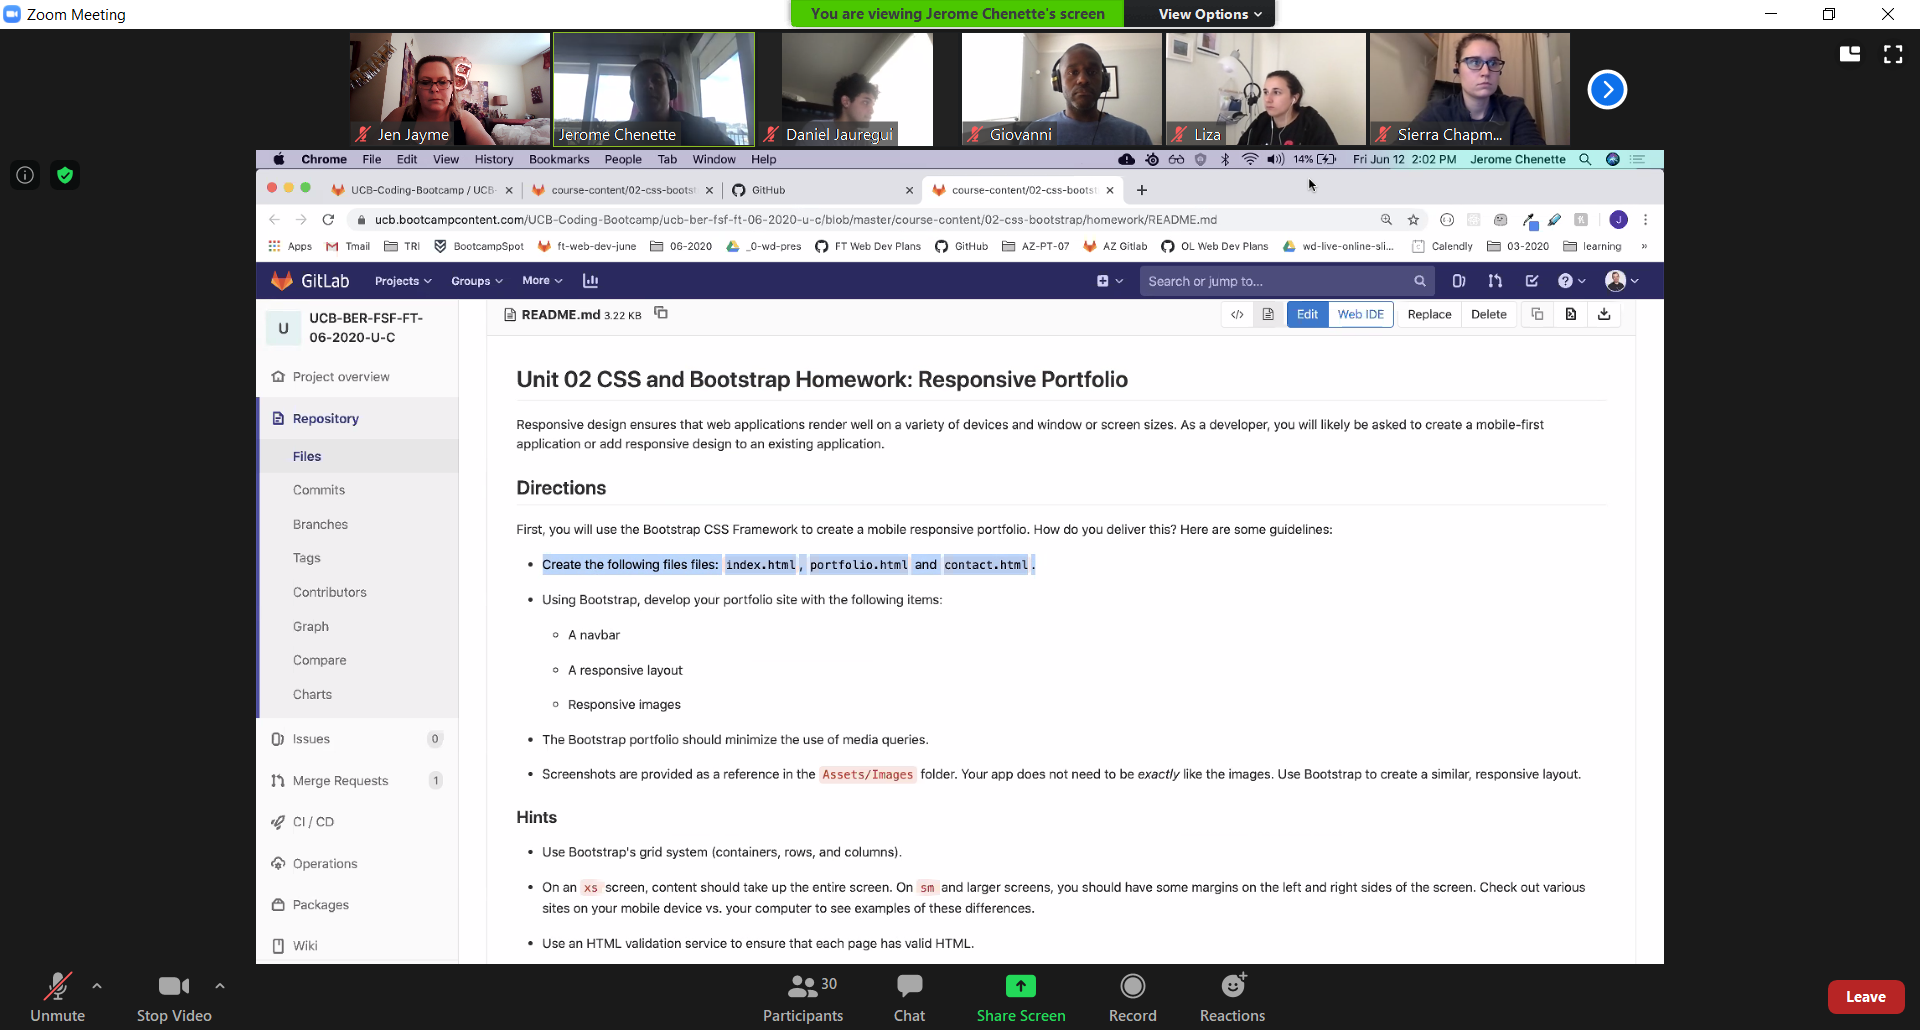 Zoom Meeting
You are viewing Jerome Chenette's screen
View Options
Jen Jayme
Jerome Chenette
Daniel Jauregui
Giovanni
Liza
Sierra Chapm...
Chrome File Edit View History Bookmarks People Tab Window Help
14% Fri Jun 12 2:02 PM Jerome Chenette
UCB-Coding-Bootcamp / UCB-
course-content/02-css-boots
GitHub
course-content/02-css-boots
ucb.bootcampcontent.com/UCB-Coding-Bootcamp/ucb-ber-fsf-ft-06-2020-u-c/blob/master/course-content/02-css-bootstrap/homework/README.md
J
Apps Tmail TRI BootcampSpot ft-web-dev-june 06-2020 _0-wd-pres FT Web Dev Plans GitHub AZ-PT-07 AZ Gitlab OL Web Dev Plans wd-live-online-sli... Calendly 03-2020 learning »
GitLab Projects Groups More
Search or jump to...
U
UCB-BER-FSF-FT-
06-2020-U-C
Project overview
Repository
Files
Commits
Branches
Tags
Contributors
Graph
Compare
Charts
Issues 0
Merge Requests 1
CI / CD
Operations
Packages
Wiki
README.md 3.22 KB
</> Edit Web IDE Replace Delete
Unit 02 CSS and Bootstrap Homework: Responsive Portfolio
Responsive design ensures that web applications render well on a variety of devices and window or screen sizes. As a developer, you will likely be asked to create a mobile-first
application or add responsive design to an existing application.
Directions
First, you will use the Bootstrap CSS Framework to create a mobile responsive portfolio. How do you deliver this? Here are some guidelines:
• Create the following files files: index.html , portfolio.html and contact.html .
• Using Bootstrap, develop your portfolio site with the following items:
◦ A navbar
◦ A responsive layout
◦ Responsive images
• The Bootstrap portfolio should minimize the use of media queries.
• Screenshots are provided as a reference in the Assets/Images folder. Your app does not need to be exactly like the images. Use Bootstrap to create a similar, responsive layout.
Hints
• Use Bootstrap's grid system (containers, rows, and columns).
• On an xs screen, content should take up the entire screen. On sm and larger screens, you should have some margins on the left and right sides of the screen. Check out various
sites on your mobile device vs. your computer to see examples of these differences.
• Use an HTML validation service to ensure that each page has valid HTML.
Unmute
Stop Video
30
Participants
Chat
Share Screen
Record
Reactions
Leave